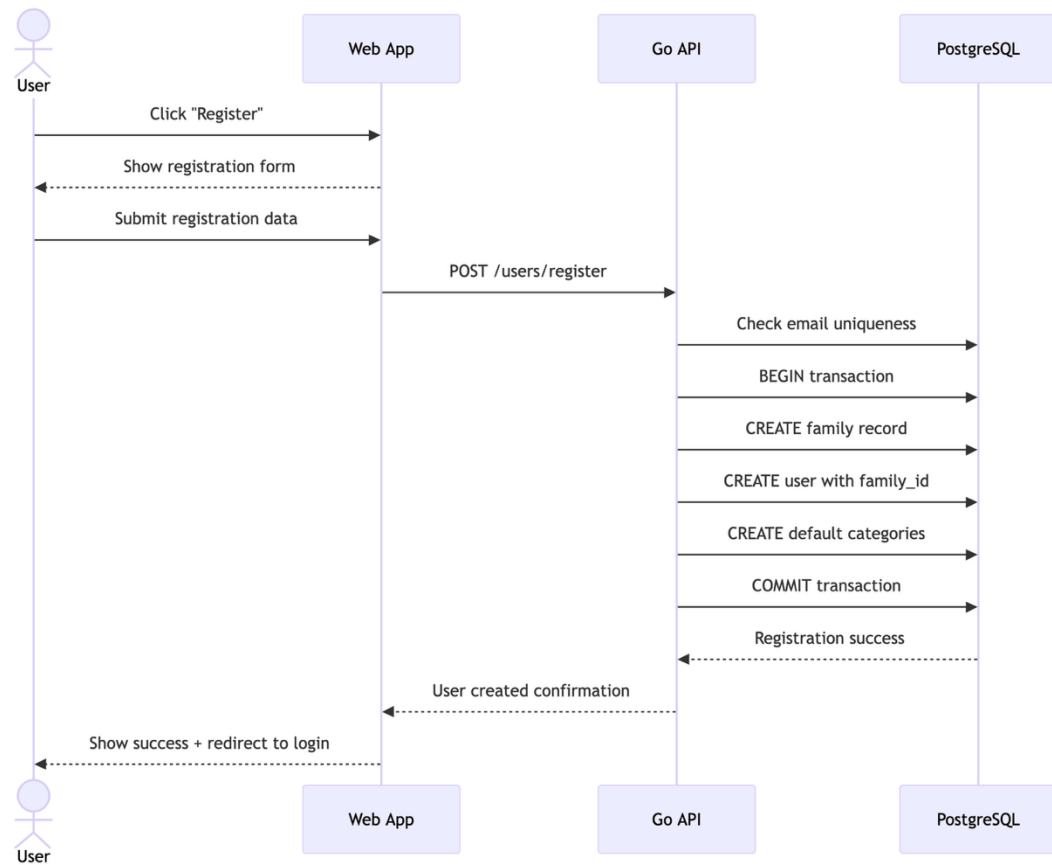 Web App
Go API
PostgreSQL
User
Click "Register"
Show registration form
Submit registration data
POST /users/register
Check email uniqueness
BEGIN transaction
CREATE family record
CREATE user with family_id
CREATE default categories
COMMIT transaction
Registration success
User created confirmation
Show success + redirect to login
Web App
Go API
PostgreSQL
User